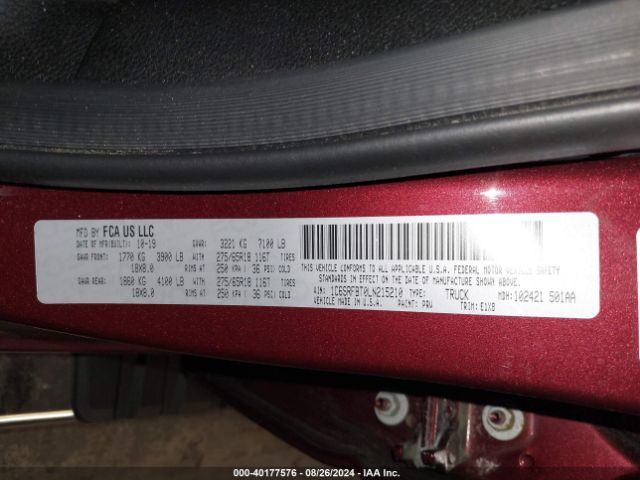 MFD BY FCA US LLC
DATE OF MFR(BUILT): 10-19 GVWR: 3221 KG 7100 LB
GAWR FRONT: 1770 KG 3900 LB WITH 275/65R18 116T TIRES
18X8.0 RIMS AT 250 KPA ( 36 PSI) COLD
GAWR REAR: 1860 KG 4100 LB WITH 275/65R18 116T TIRES
18X8.0 RIMS AT 250 KPA ( 36 PSI) COLD
THIS VEHICLE CONFORMS TO ALL APPLICABLE U.S.A. FEDERAL MOTOR VEHICLE SAFETY
STANDARDS IN EFFECT ON THE DATE OF MANUFACTURE SHOWN ABOVE.
VIN: 1C6SRFBT0LN215210 TYPE: TRUCK MDH: 102421 501AA
VEHICLE MADE IN U.S.A. PAINT: PRV TRIM: E1X8
000-40177576 - 08/26/2024 - IAA Inc.